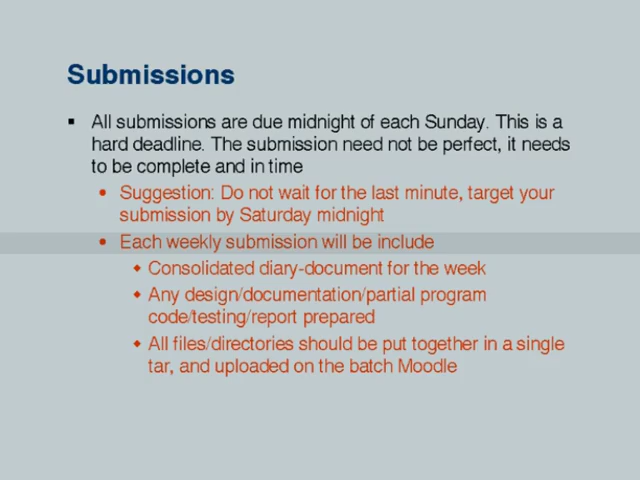 Submissions
▪ All submissions are due midnight of each Sunday. This is a
hard deadline. The submission need not be perfect, it needs
to be complete and in time
• Suggestion: Do not wait for the last minute, target your
submission by Saturday midnight
• Each weekly submission will be include
◆ Consolidated diary-document for the week
◆ Any design/documentation/partial program
code/testing/report prepared
◆ All files/directories should be put together in a single
tar, and uploaded on the batch Moodle